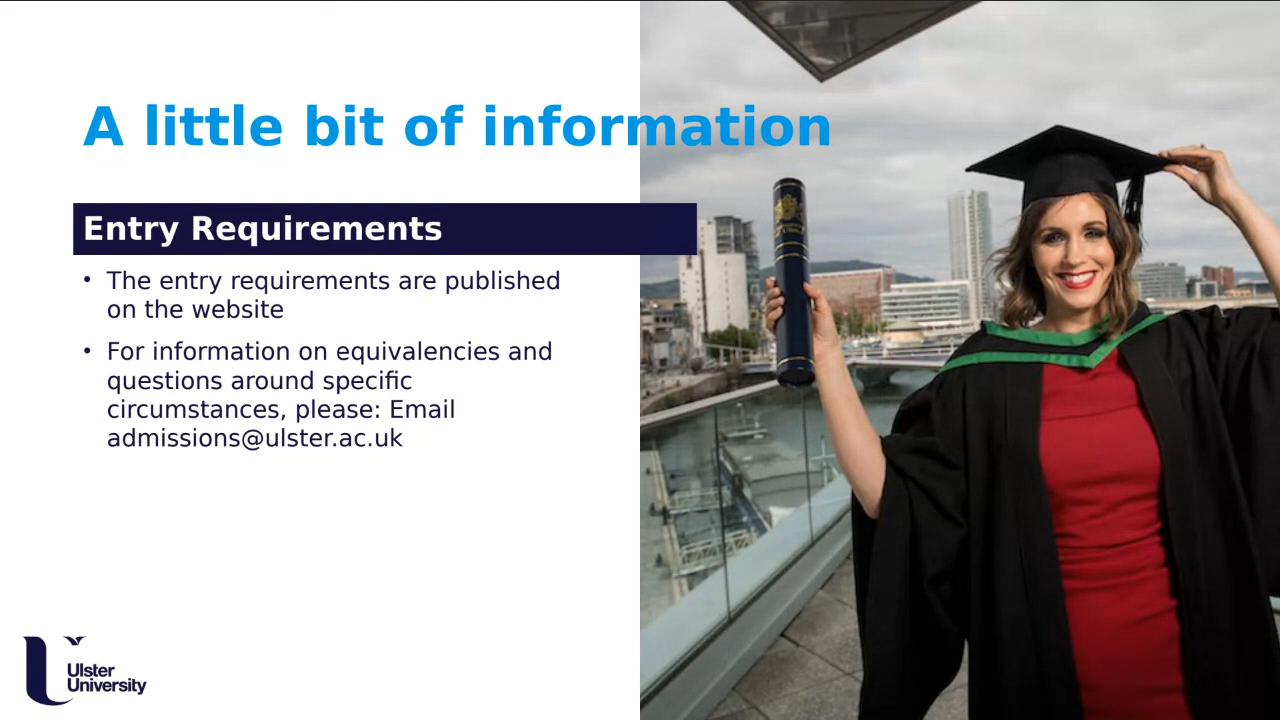 A little bit of information
Entry Requirements
• The entry requirements are published
on the website
• For information on equivalencies and
questions around specific
circumstances, please: Email
admissions@ulster.ac.uk
Ulster
University